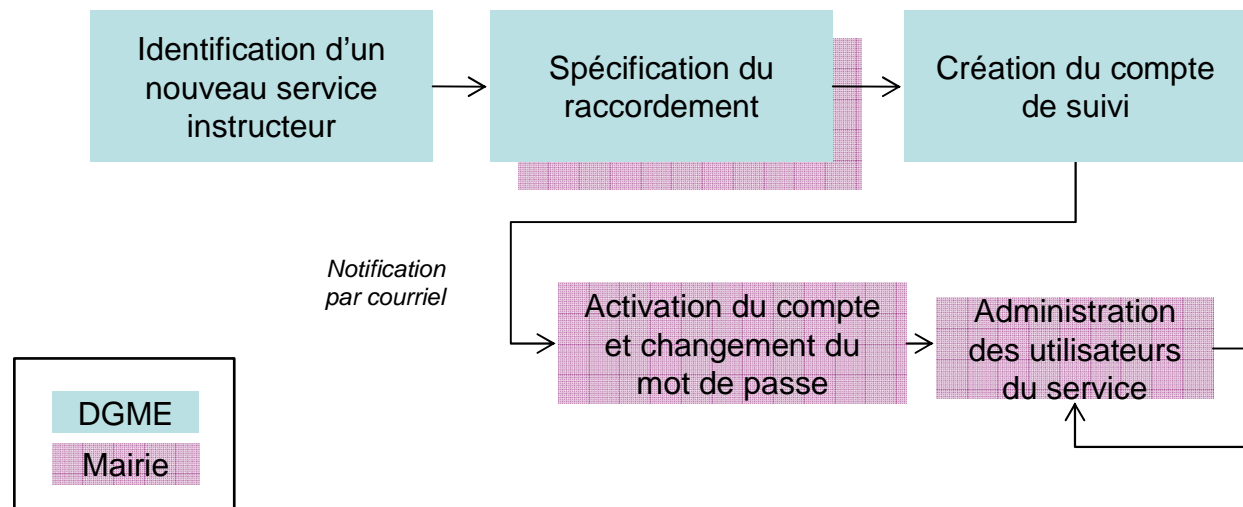 Identification d’un
nouveau service
instructeur
Spécification du
raccordement
Création du compte
de suivi
Notification
par courriel
Activation du compte
et changement du
mot de passe
Administration
des utilisateurs
du service
DGME
Mairie